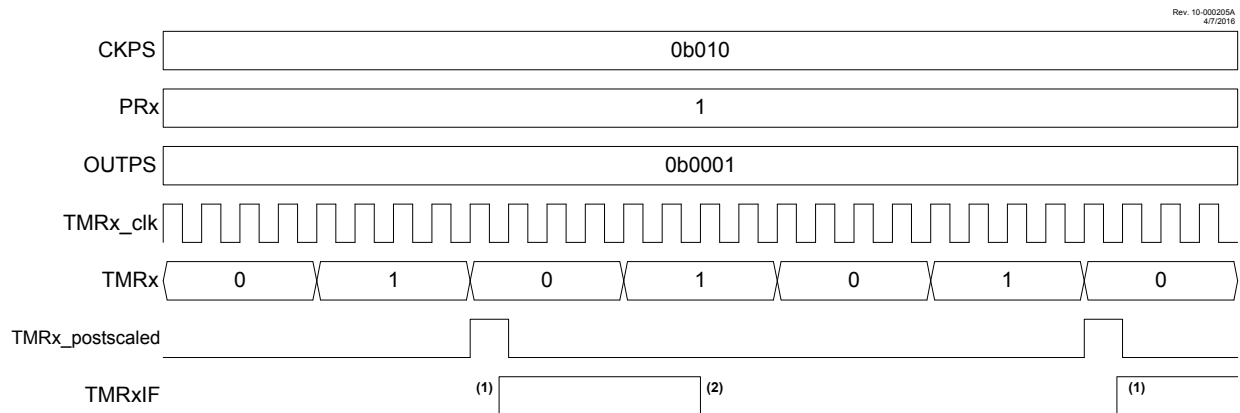 Rev. 10-000205A
4/7/2016
CKPS
0b010
PRx
1
OUTPS
0b0001
TMRx_clk
TMRx
0
1
0
1
0
1
0
TMRx_postscaled
TMRxIF
(1)
(2)
(1)